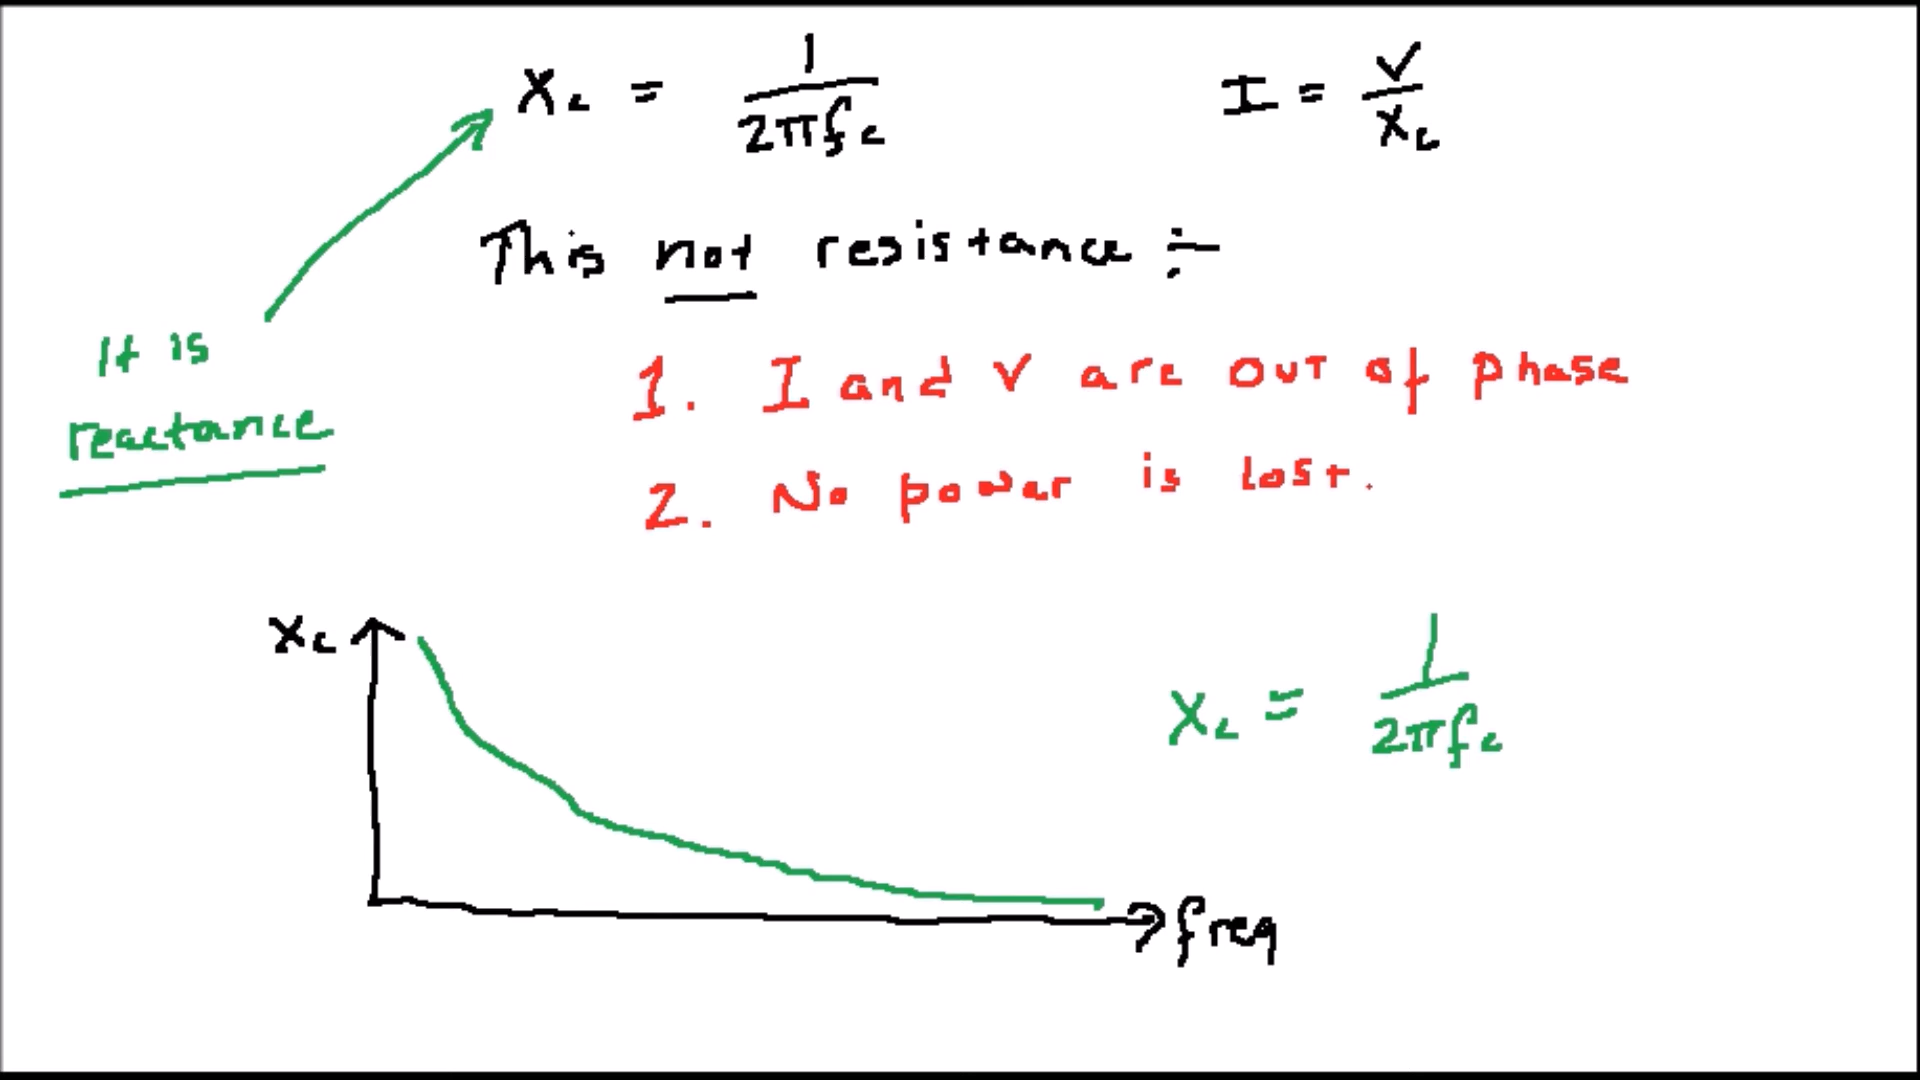 Xc = 1/2πfc
I = V/Xc
This not resistance :-
It is
reactance
1. I and V are out of phase
2. No power is lost.
Xc
freq
Xc = 1/2πfc